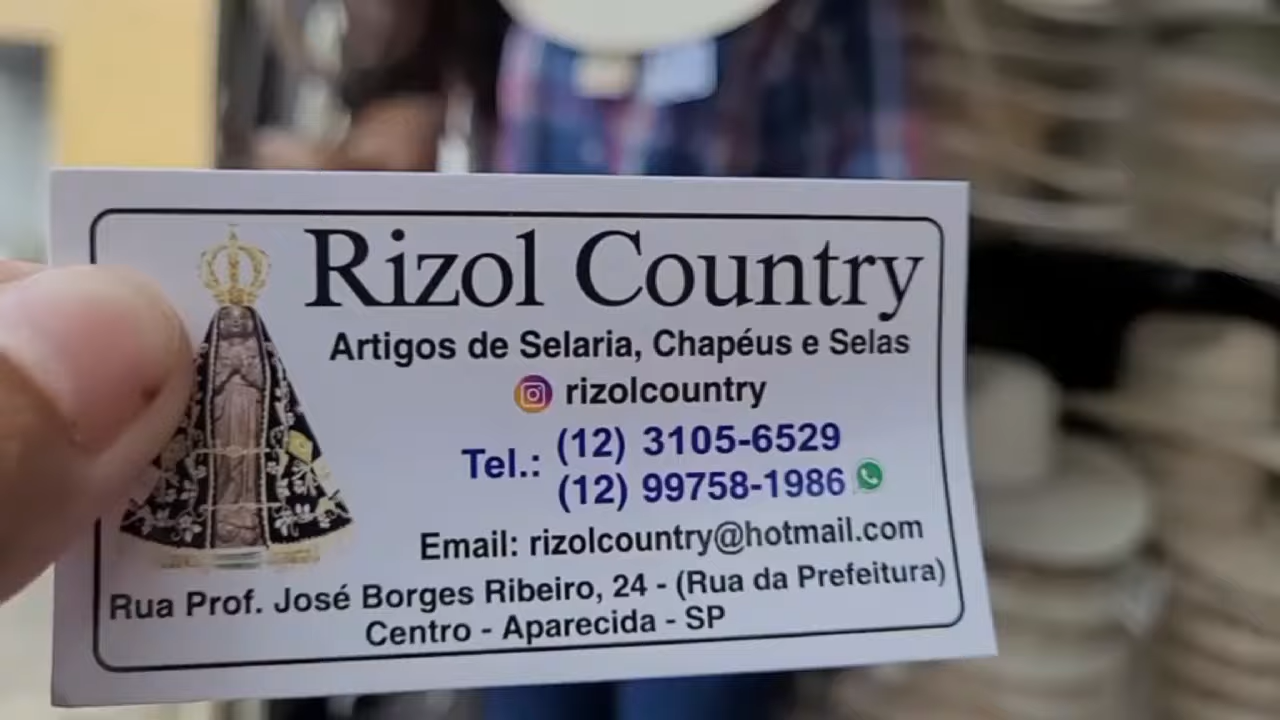 Rizol Country
Artigos de Selaria, Chapéus e Selas
rizolcountry
Tel.: (12) 3105-6529
(12) 99758-1986
Email: rizolcountry@hotmail.com
Rua Prof. José Borges Ribeiro, 24 - (Rua da Prefeitura)
Centro - Aparecida - SP